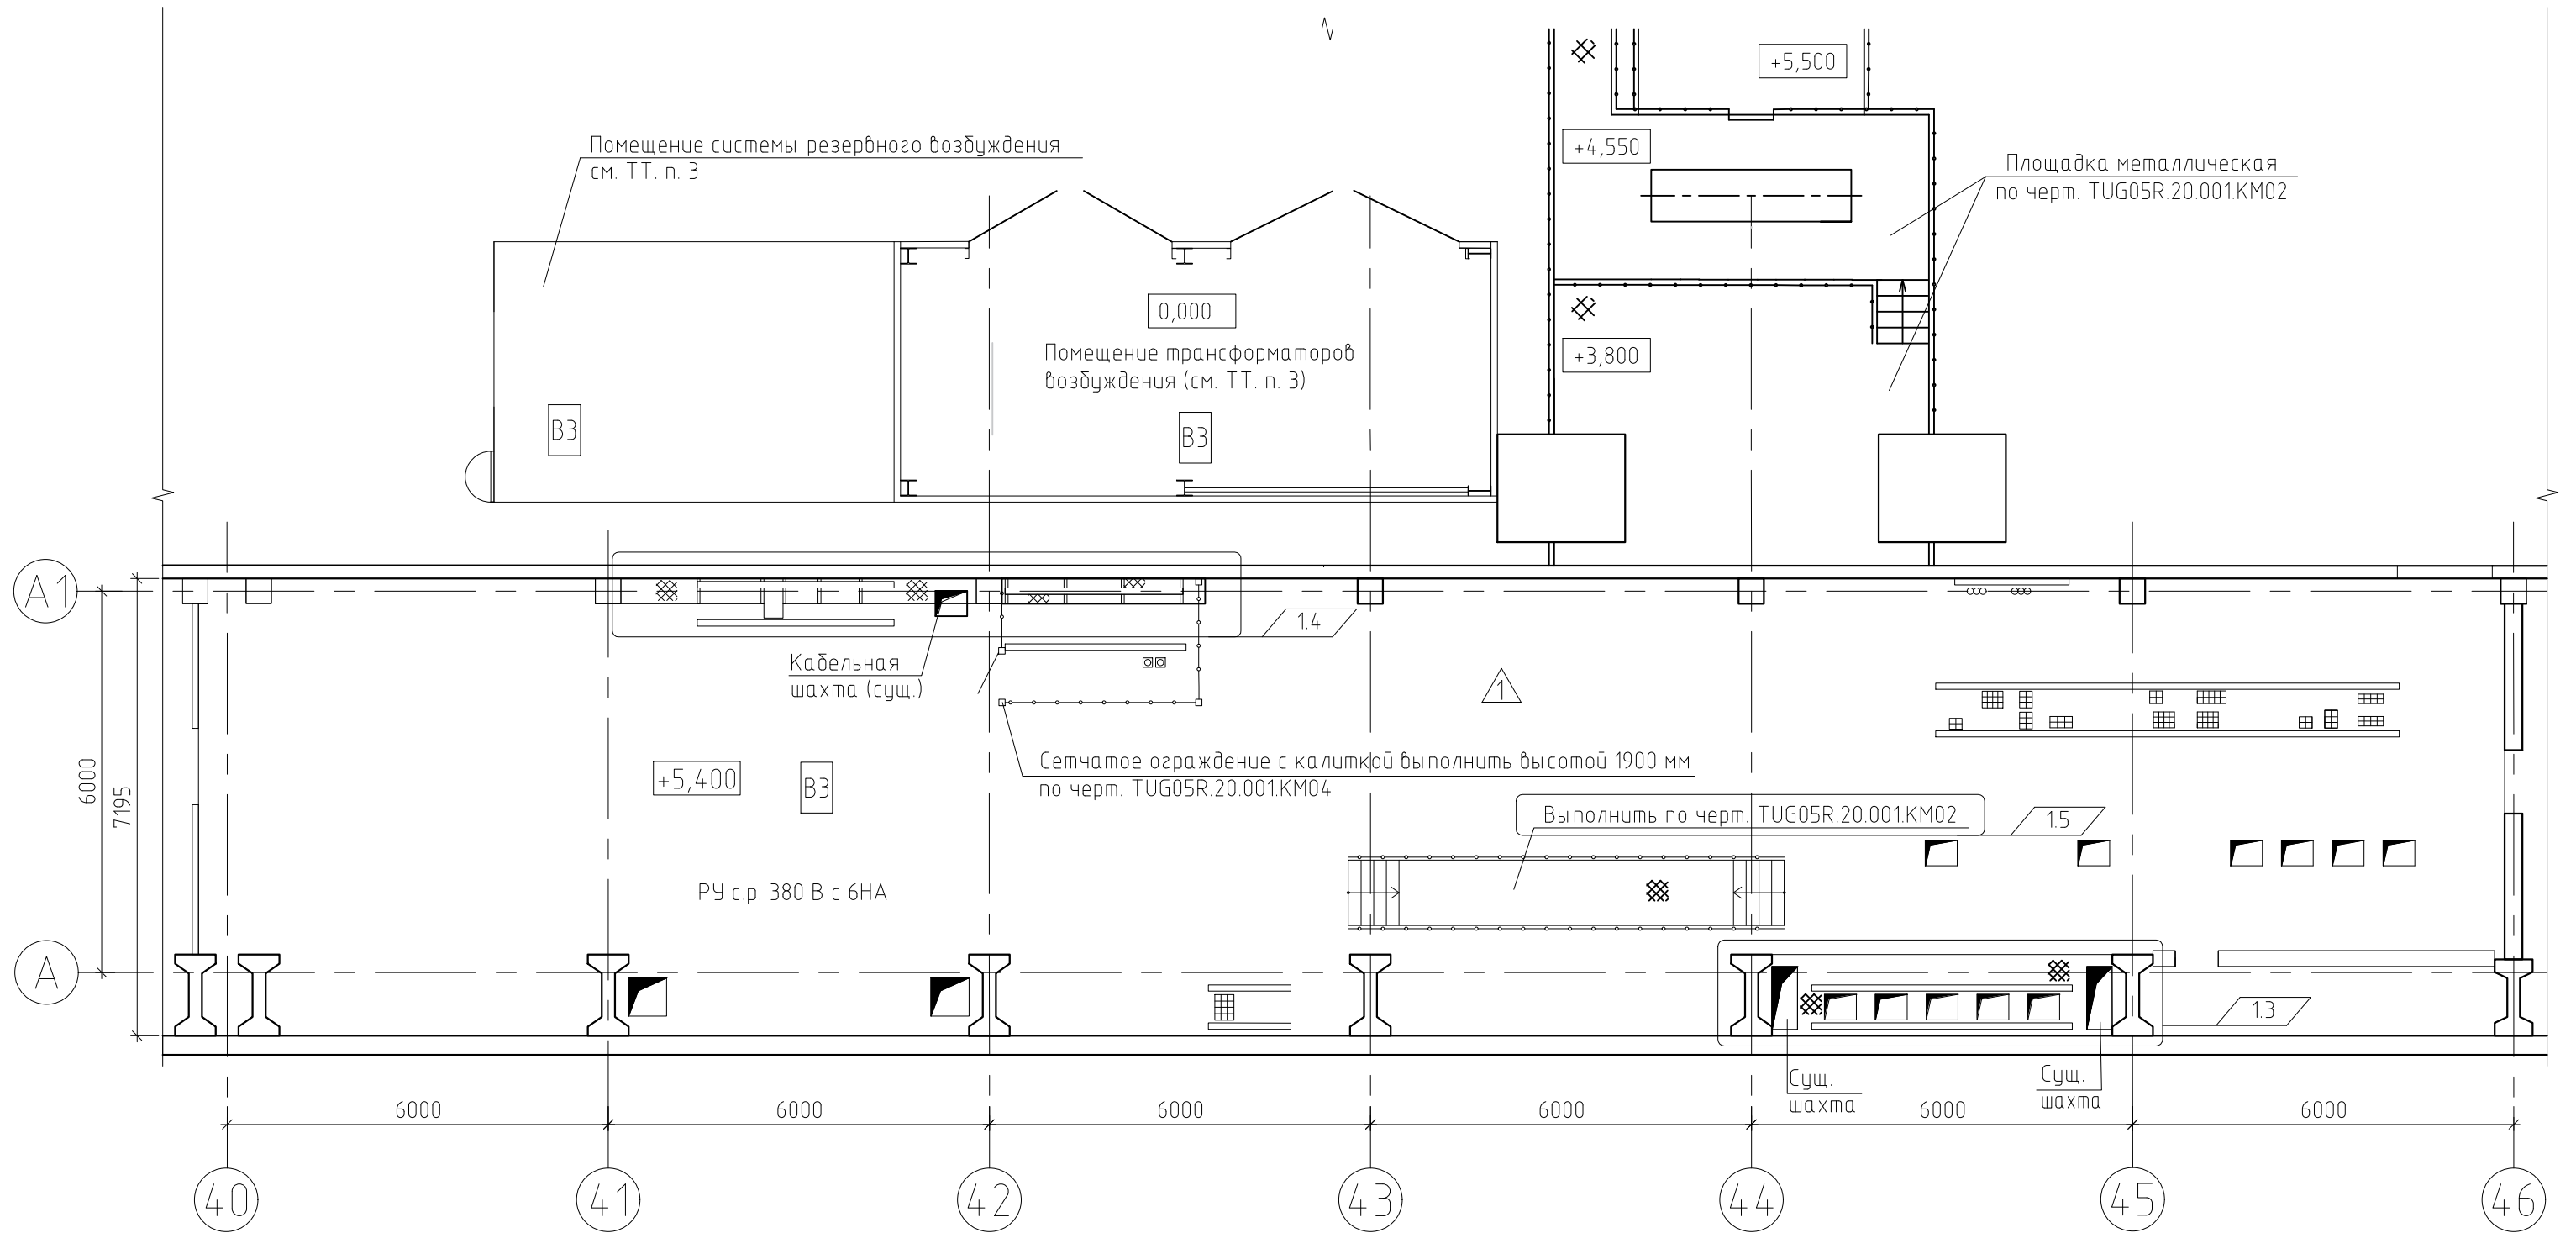 +5,500
Помещение системы резервного возбуждения
см. ТТ. п. 3
+4,550
Площадка металлическая
по черт. TUG05R.20.001.KM02
0,000
Помещение трансформаторов
возбуждения (см. ТТ. п. 3)
+3,800
В3
В3
А1
1.4
Кабельная
шахта (сущ.)
1
Сетчатое ограждение с калиткой выполнить высотой 1900 мм
по черт. TUG05R.20.001.KM04
+5,400
В3
6000
7195
Выполнить по черт. TUG05R.20.001.KM02
1.5
РУ с.р. 380 В с 6НА
А
1.3
Сущ.
шахта
Сущ.
шахта
6000
6000
6000
6000
6000
6000
40
41
42
43
44
45
46